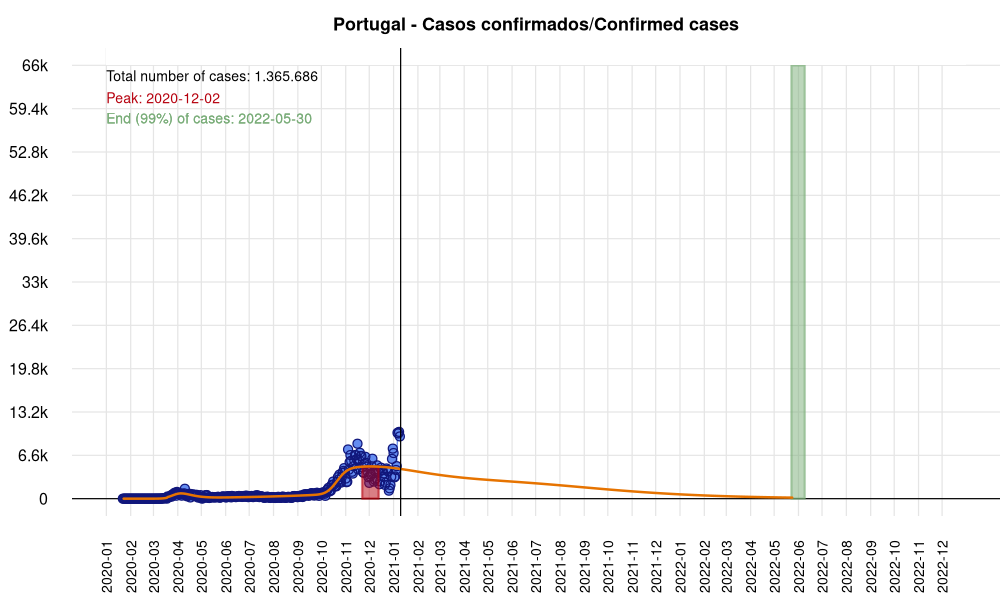 Portugal - Casos confirmados/Confirmed cases
Total number of cases: 1.365.686
Peak: 2020-12-02
End (99%) of cases: 2022-05-30
66k
59.4k
52.8k
46.2k
39.6k
33k
26.4k
19.8k
13.2k
6.6k
0
2020-01
2020-02
2020-03
2020-04
2020-05
2020-06
2020-07
2020-08
2020-09
2020-10
2020-11
2020-12
2021-01
2021-02
2021-03
2021-04
2021-05
2021-06
2021-07
2021-08
2021-09
2021-10
2021-11
2021-12
2022-01
2022-02
2022-03
2022-04
2022-05
2022-06
2022-07
2022-08
2022-09
2022-10
2022-11
2022-12